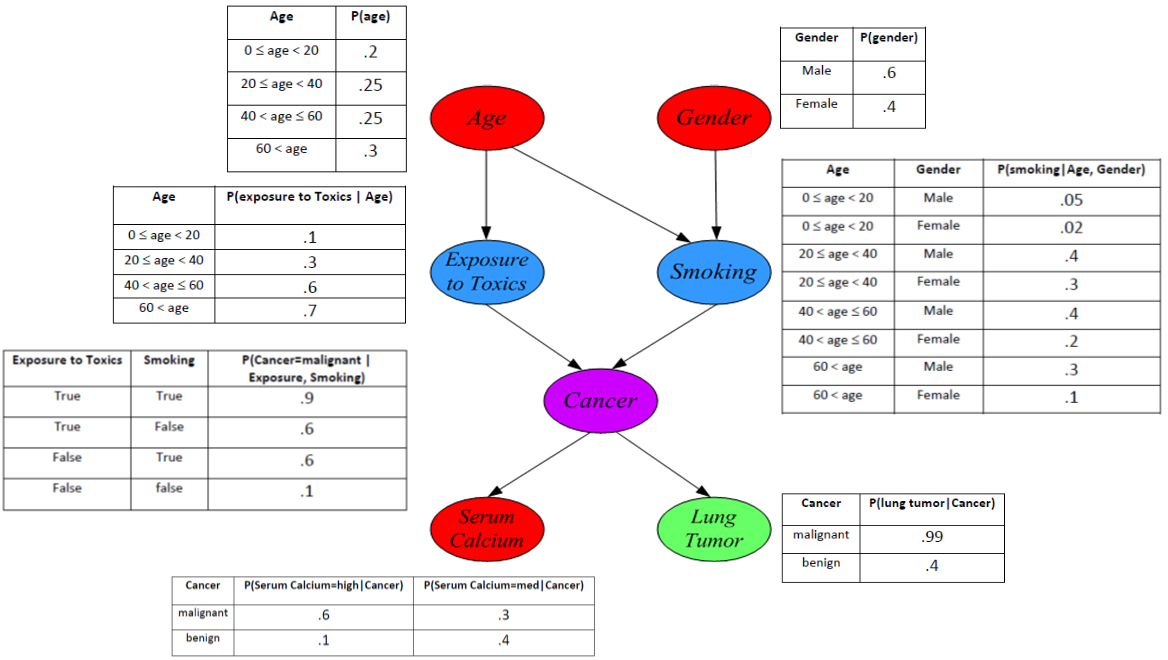 Age P(age)
0 ≤ age < 20 .2
20 ≤ age < 40 .25
40 < age ≤ 60 .25
60 < age .3
Gender P(gender)
Male .6
Female .4
Age
Gender
Age P(exposure to Toxics | Age)
0 ≤ age < 20 .1
20 ≤ age < 40 .3
40 < age ≤ 60 .6
60 < age .7
Age Gender P(smoking|Age, Gender)
0 ≤ age < 20 Male .05
0 ≤ age < 20 Female .02
20 ≤ age < 40 Male .4
20 ≤ age < 40 Female .3
40 < age ≤ 60 Male .4
40 < age ≤ 60 Female .2
60 < age Male .3
60 < age Female .1
Exposure
to Toxics
Smoking
Exposure to Toxics Smoking P(Cancer=malignant |
Exposure, Smoking)
True True .9
True False .6
False True .6
False false .1
Cancer
Serum
Calcium
Lung
Tumor
Cancer P(lung tumor|Cancer)
malignant .99
benign .4
Cancer P(Serum Calcium=high|Cancer) P(Serum Calcium=med|Cancer)
malignant .6 .3
benign .1 .4